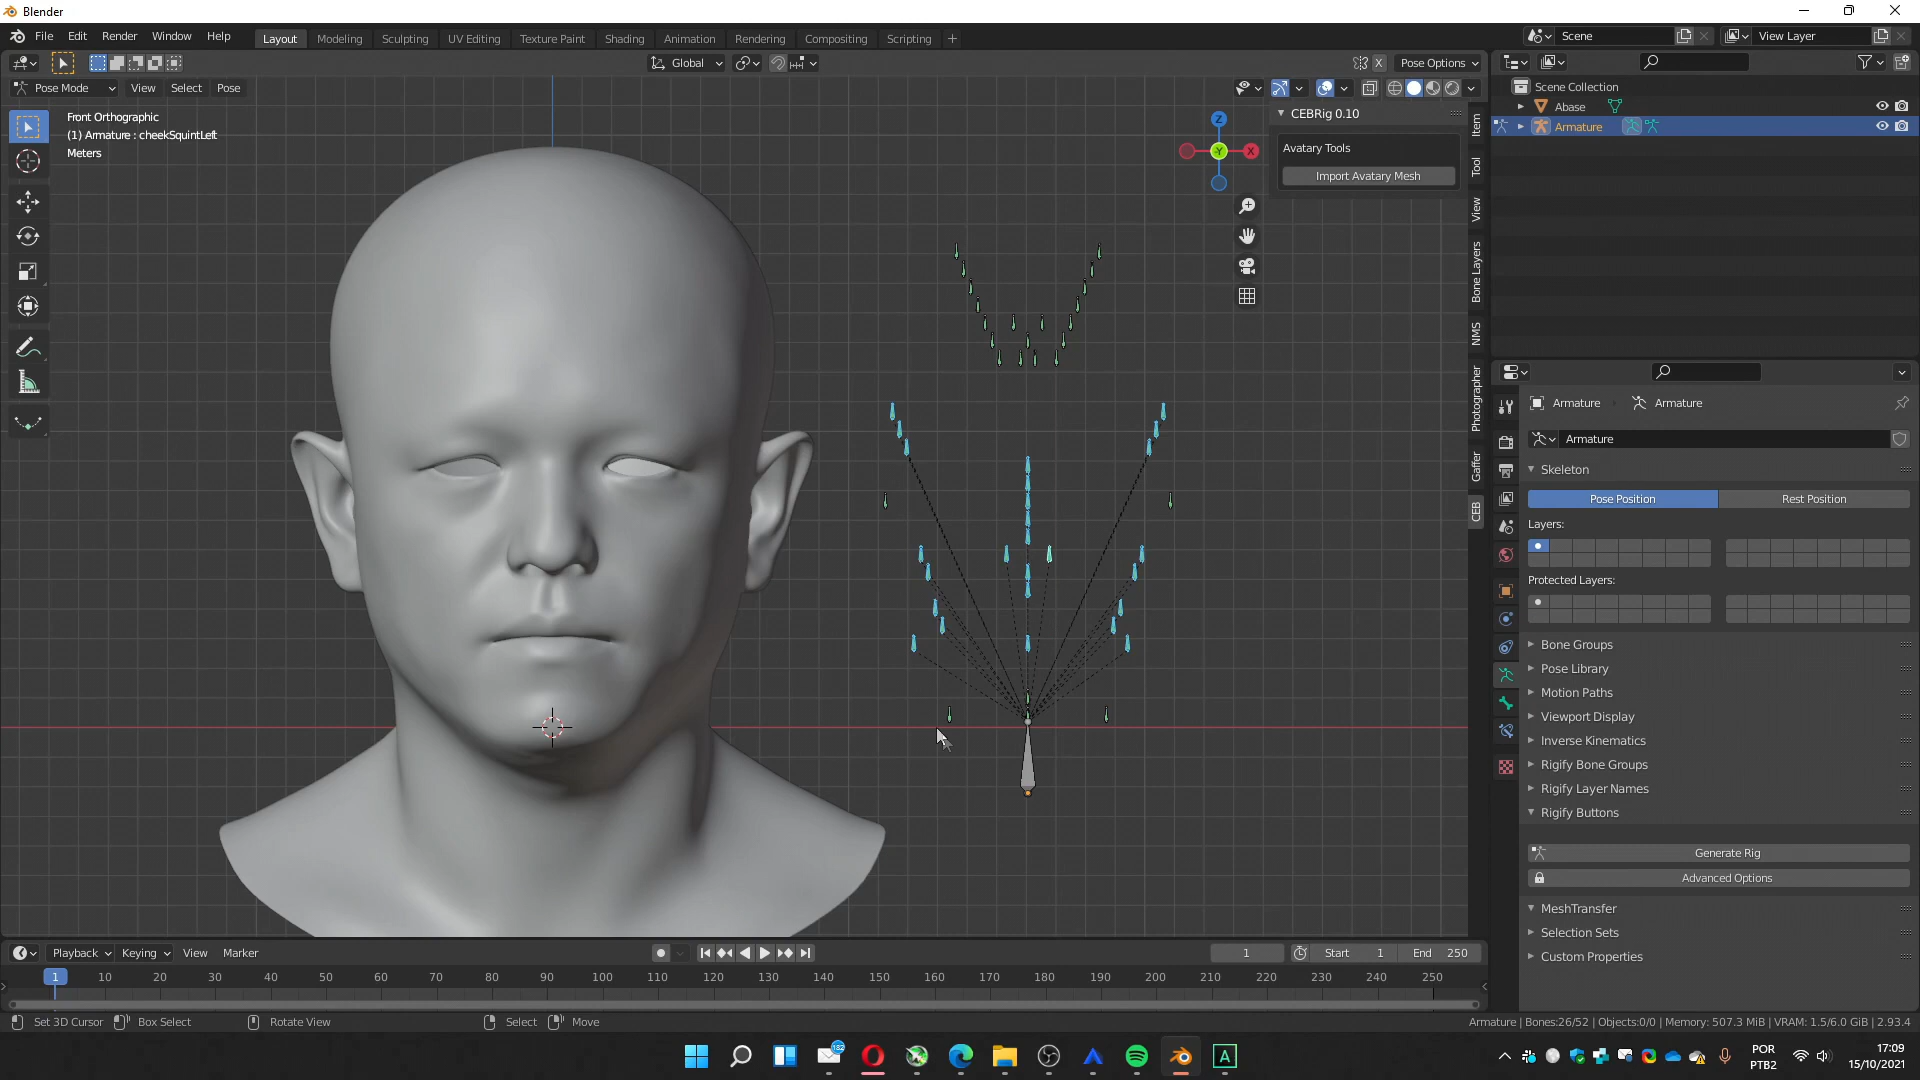 Blender
File Edit Render Window Help
Layout Modeling Sculpting UV Editing Texture Paint Shading Animation Rendering Compositing Scripting +
Scene
View Layer
Global
X Pose Options
Pose Mode View Select Pose
Front Orthographic
(1) Armature : cheekSquintLeft
Meters
Z
-Y
X
CEBRig 0.10
Avatary Tools
Import Avatary Mesh
Item
Tool
View
Bone Layers
NMS
Photographer
Gaffer
CEB
Scene Collection
Abase
Armature
Armature Armature
Armature
Skeleton
Pose Position Rest Position
Layers:
Protected Layers:
Bone Groups
Pose Library
Motion Paths
Viewport Display
Inverse Kinematics
Rigify Bone Groups
Rigify Layer Names
Rigify Buttons
Generate Rig
Advanced Options
MeshTransfer
Selection Sets
Custom Properties
Playback Keying View Marker
1 Start 1 End 250
1 10 20 30 40 50 60 70 80 90 100 110 120 130 140 150 160 170 180 190 200 210 220 230 240 250
Set 3D Cursor Box Select Rotate View Select Move
Armature | Bones:26/52 | Objects:0/0 | Memory: 507.3 MiB | VRAM: 1.5/6.0 GiB | 2.93.4
182
A
POR
PTB2
17:09
15/10/2021